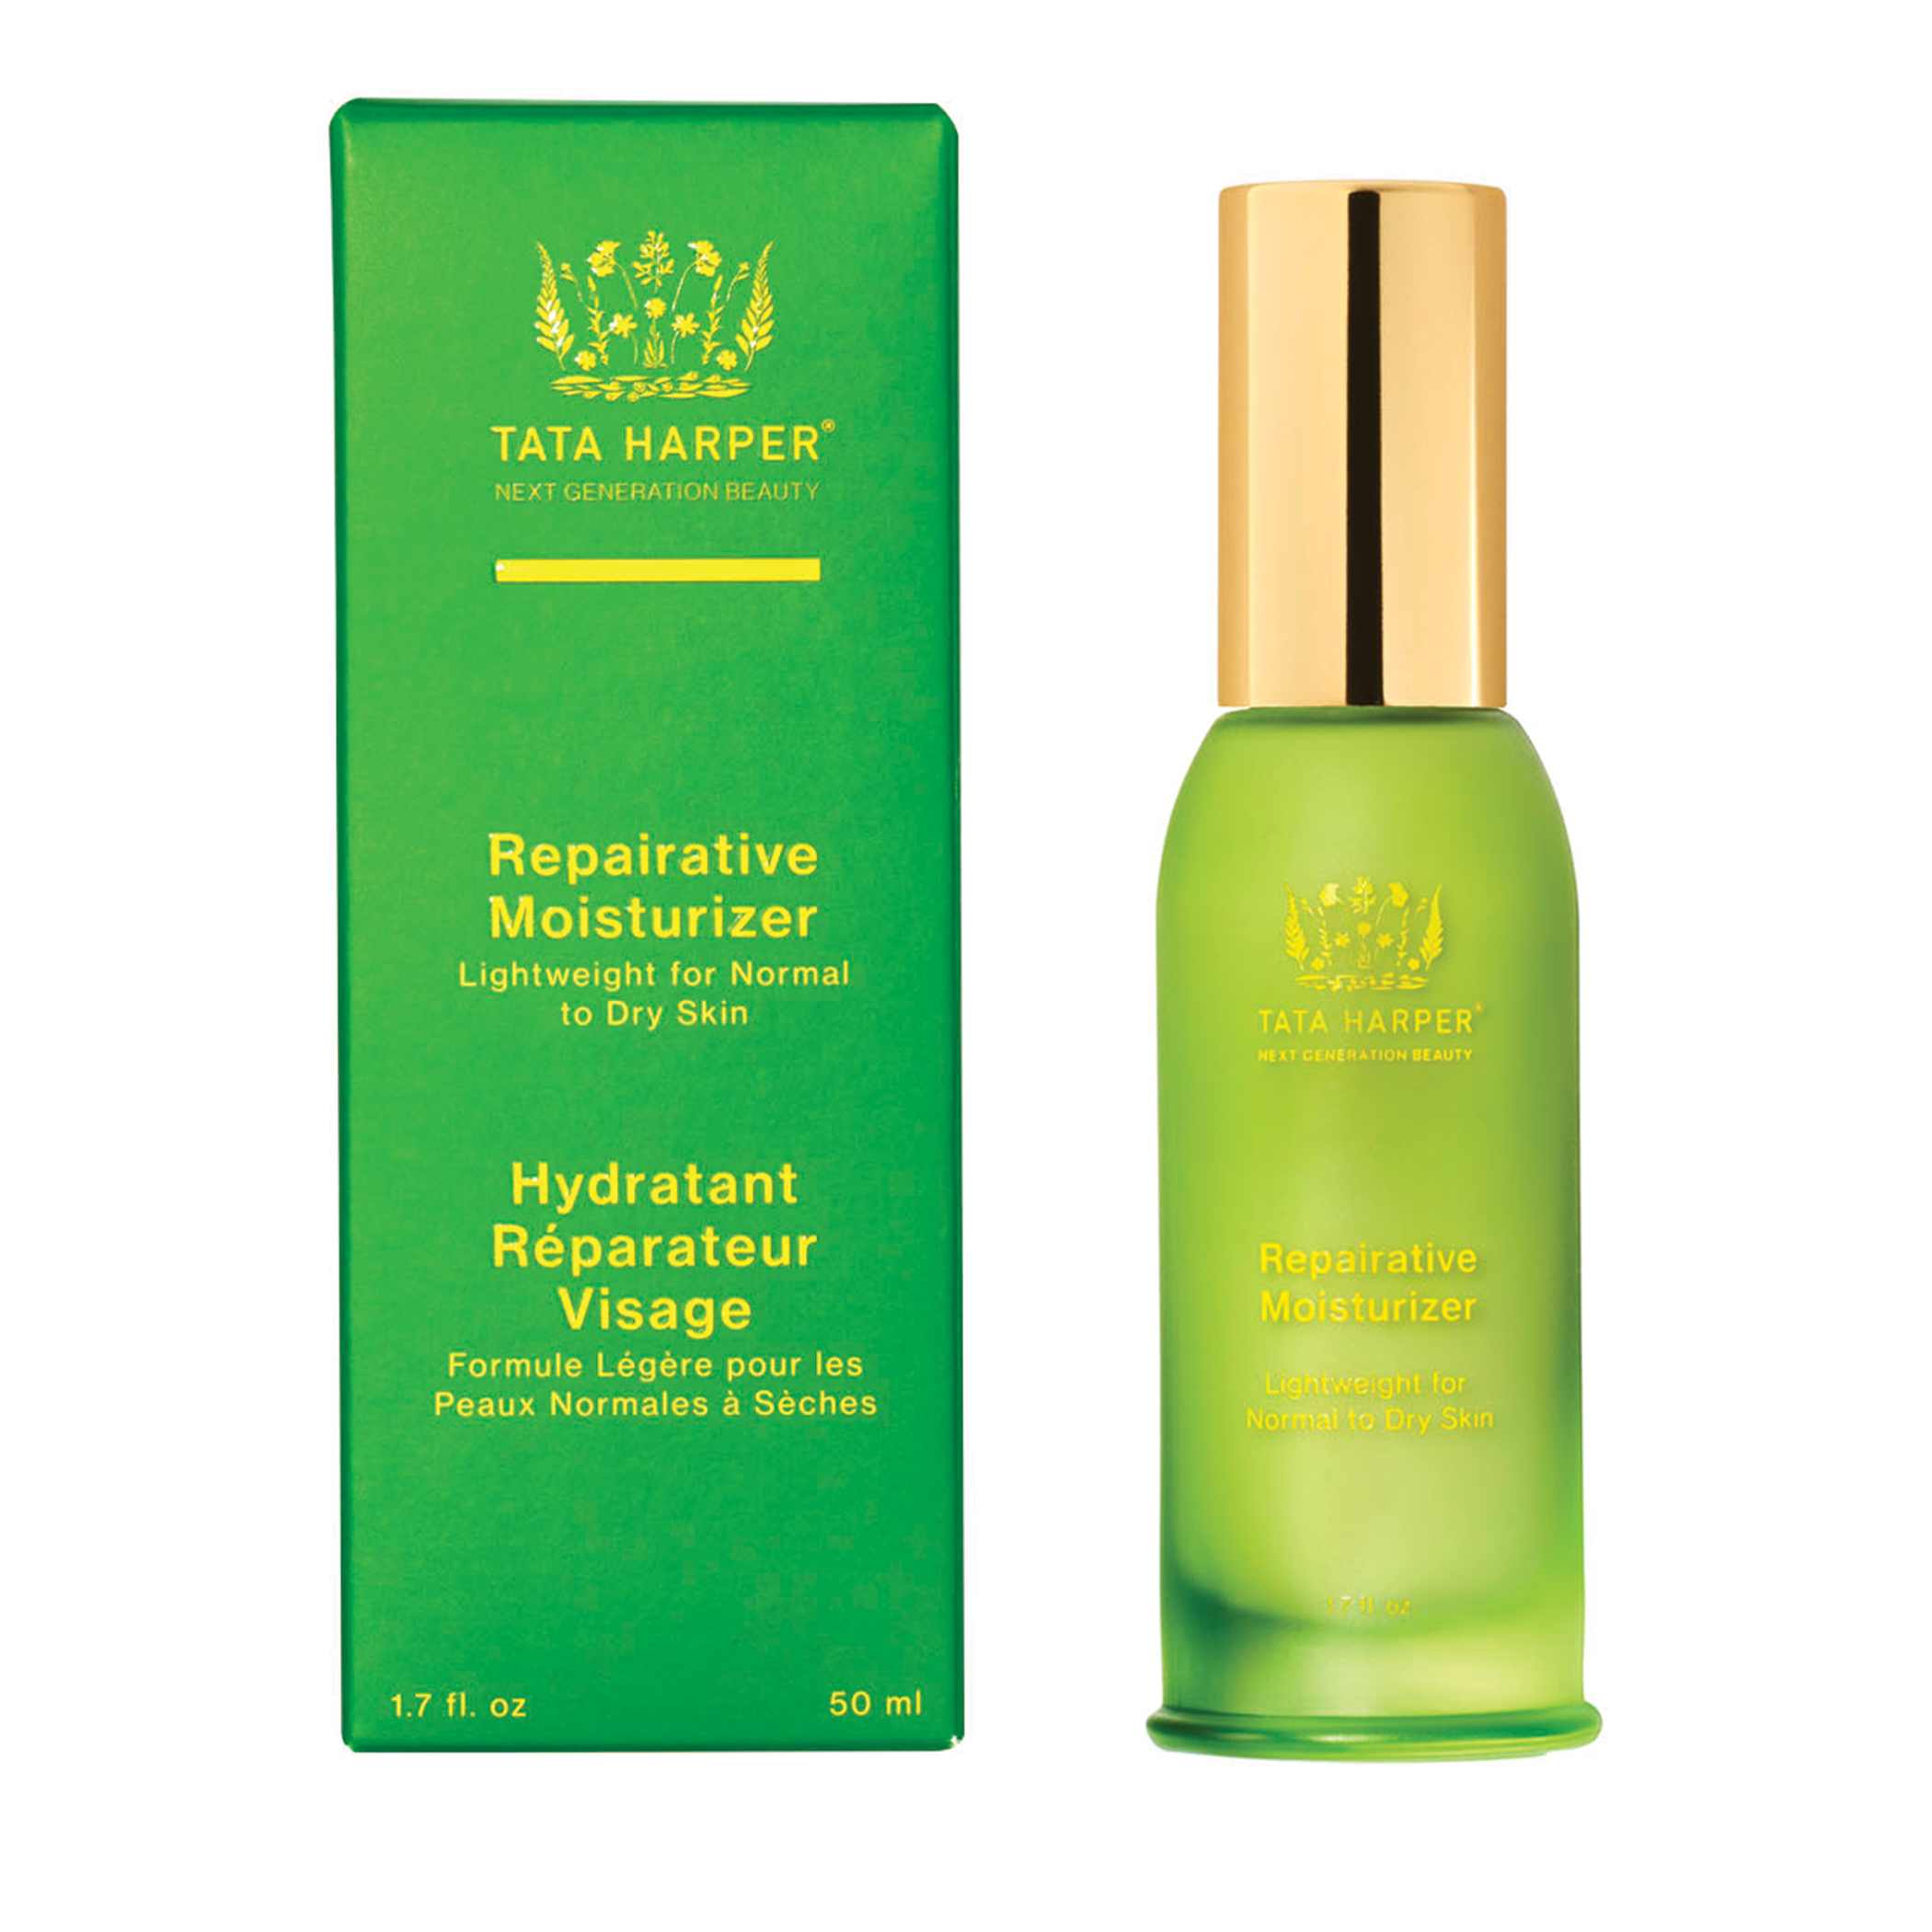 TATA HARPER®
NEXT GENERATION BEAUTY
Repairative
Moisturizer
Lightweight for Normal
to Dry Skin
Hydratant
Réparateur
Visage
Formule Légère pour les
Peaux Normales à Sèches
1.7 fl. oz
50 ml
TATA HARPER
NEXT GENERATION BEAUTY
Repairative
Moisturizer
Lightweight for
Normal to Dry Skin
1.7 fl oz